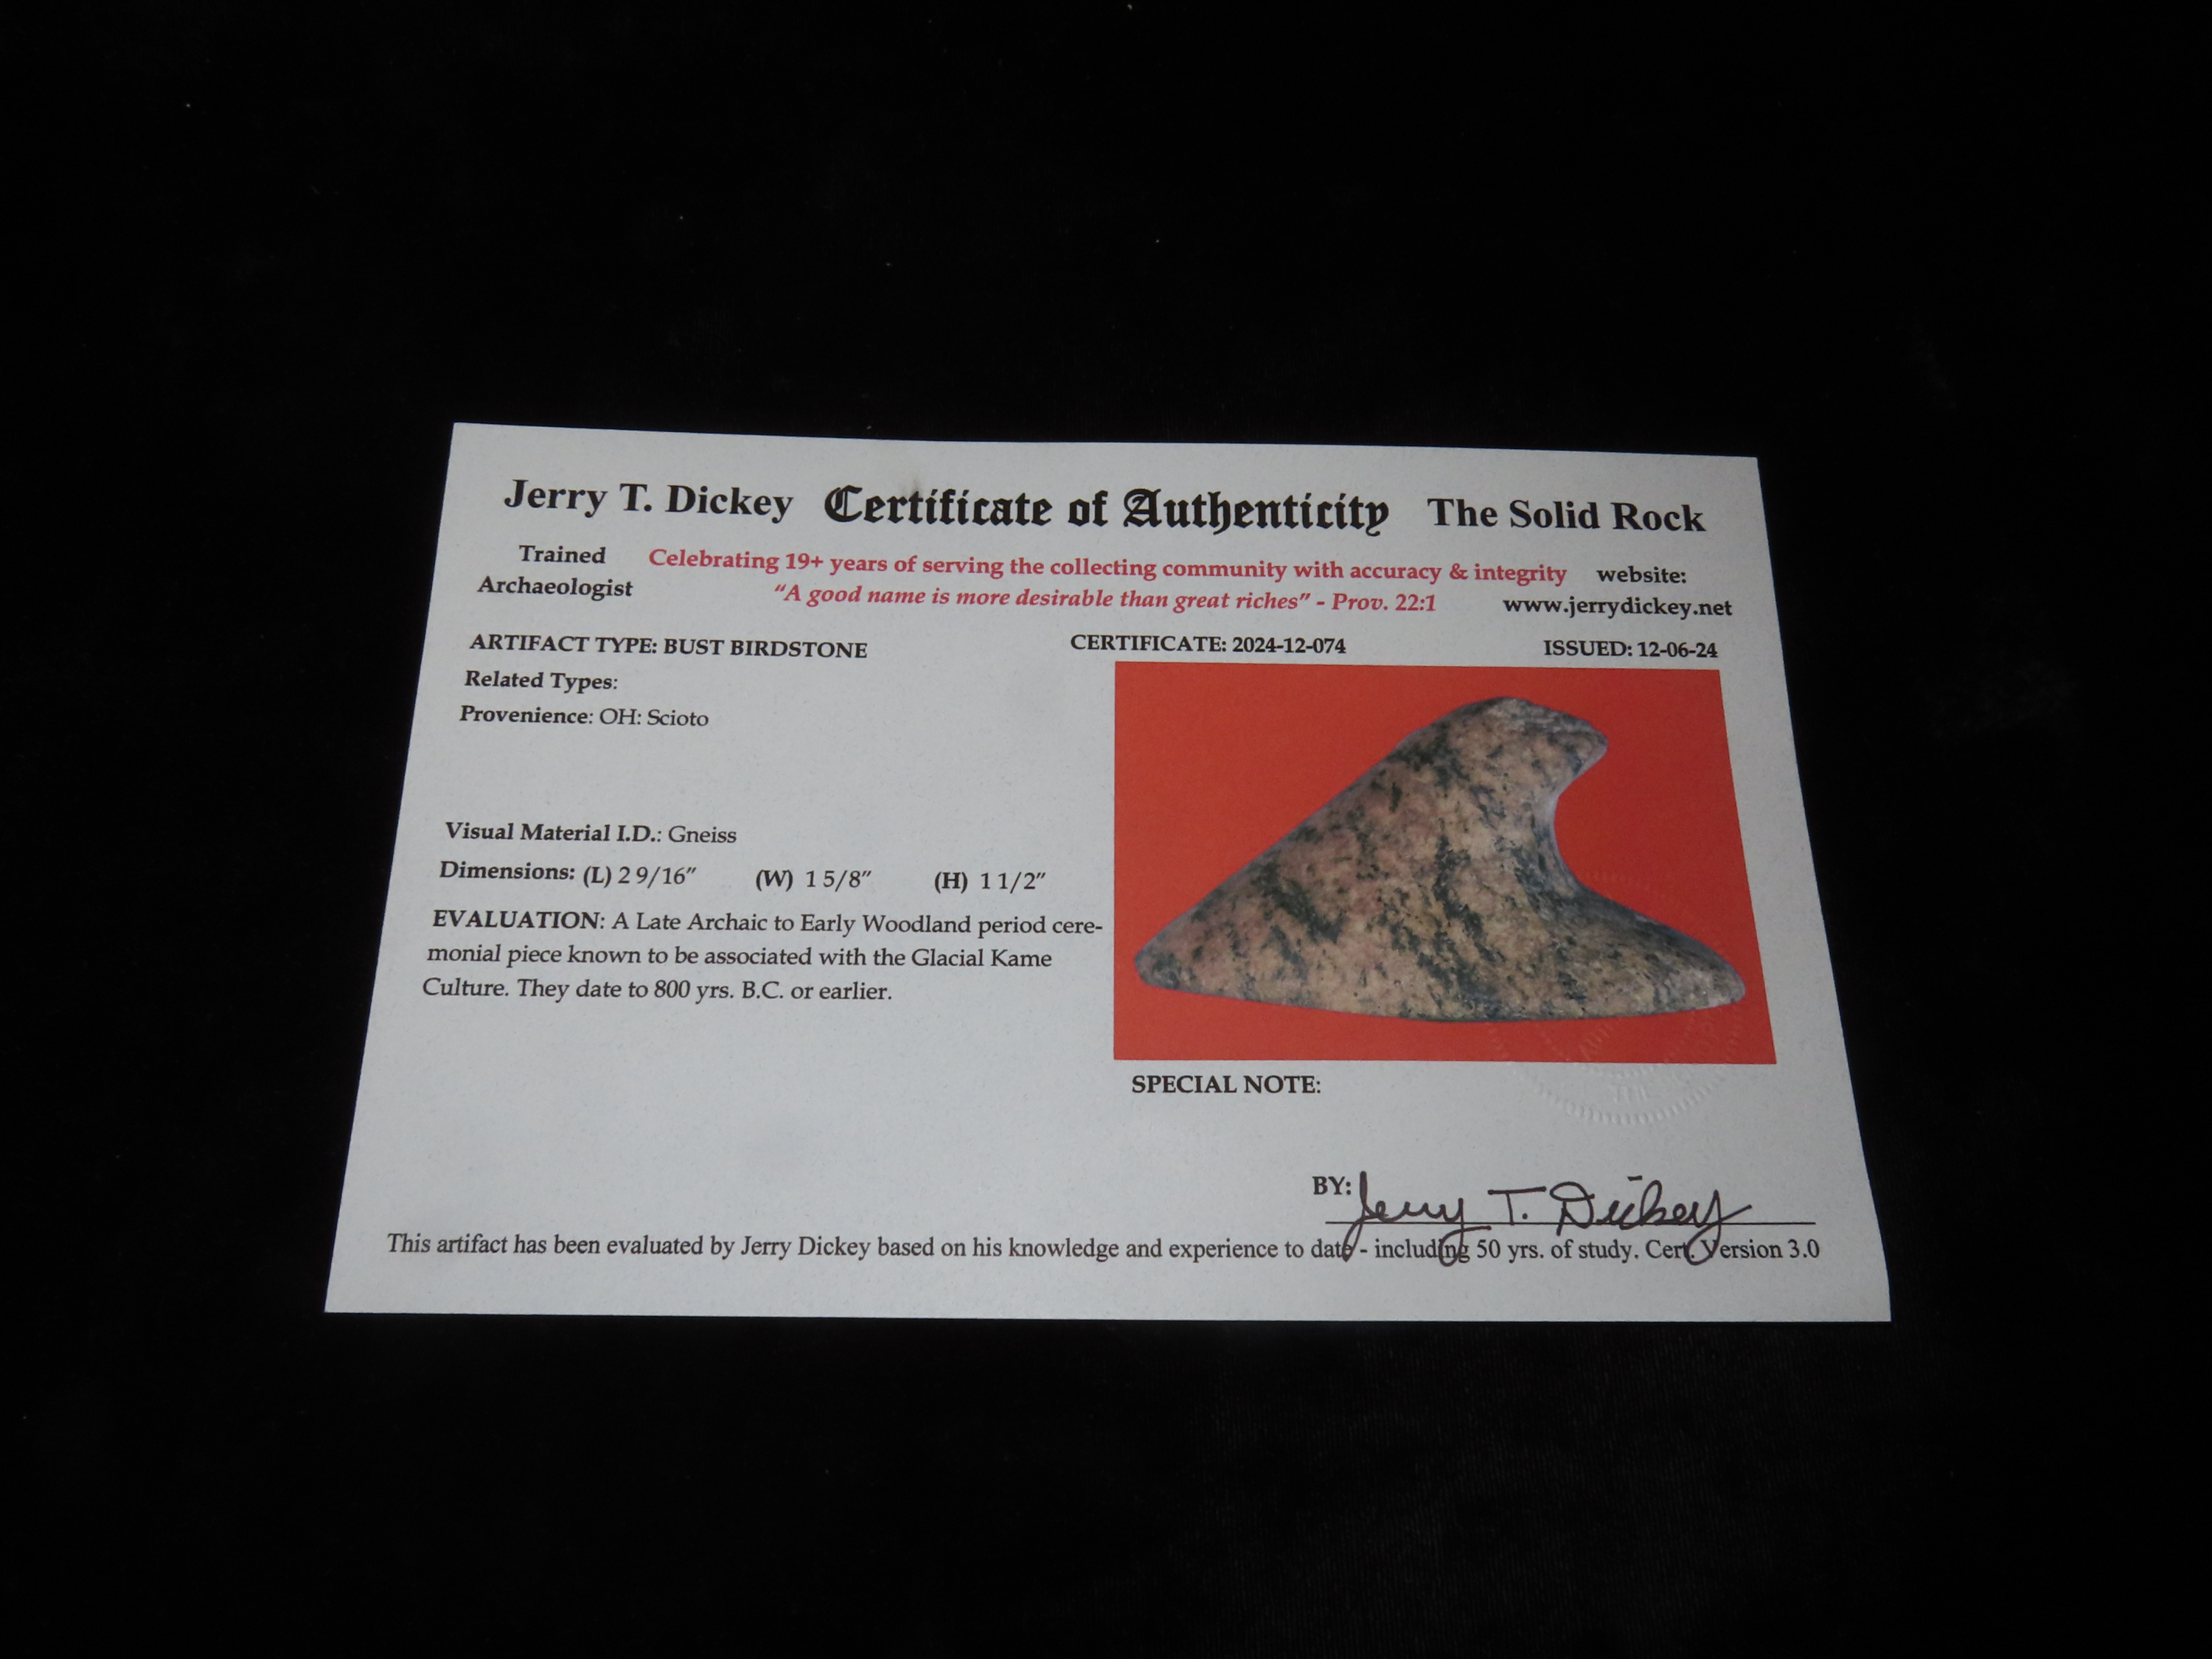 Jerry T. Dickey Certificate of Authenticity The Solid Rock
Trained
Archaeologist
Celebrating 19+ years of serving the collecting community with accuracy & integrity
"A good name is more desirable than great riches" - Prov. 22:1
website:
www.jerrydickey.net
ARTIFACT TYPE: BUST BIRDSTONE
CERTIFICATE: 2024-12-074
ISSUED: 12-06-24
Related Types:
Provenience: OH: Scioto
Visual Material I.D.: Gneiss
Dimensions: (L) 2 9/16" (W) 1 5/8" (H) 1 1/2"
EVALUATION: A Late Archaic to Early Woodland period cere-
monial piece known to be associated with the Glacial Kame
Culture. They date to 800 yrs. B.C. or earlier.
SPECIAL NOTE:
BY: Jerry T. Dickey
This artifact has been evaluated by Jerry Dickey based on his knowledge and experience to date - including 50 yrs. of study. Cert. Version 3.0